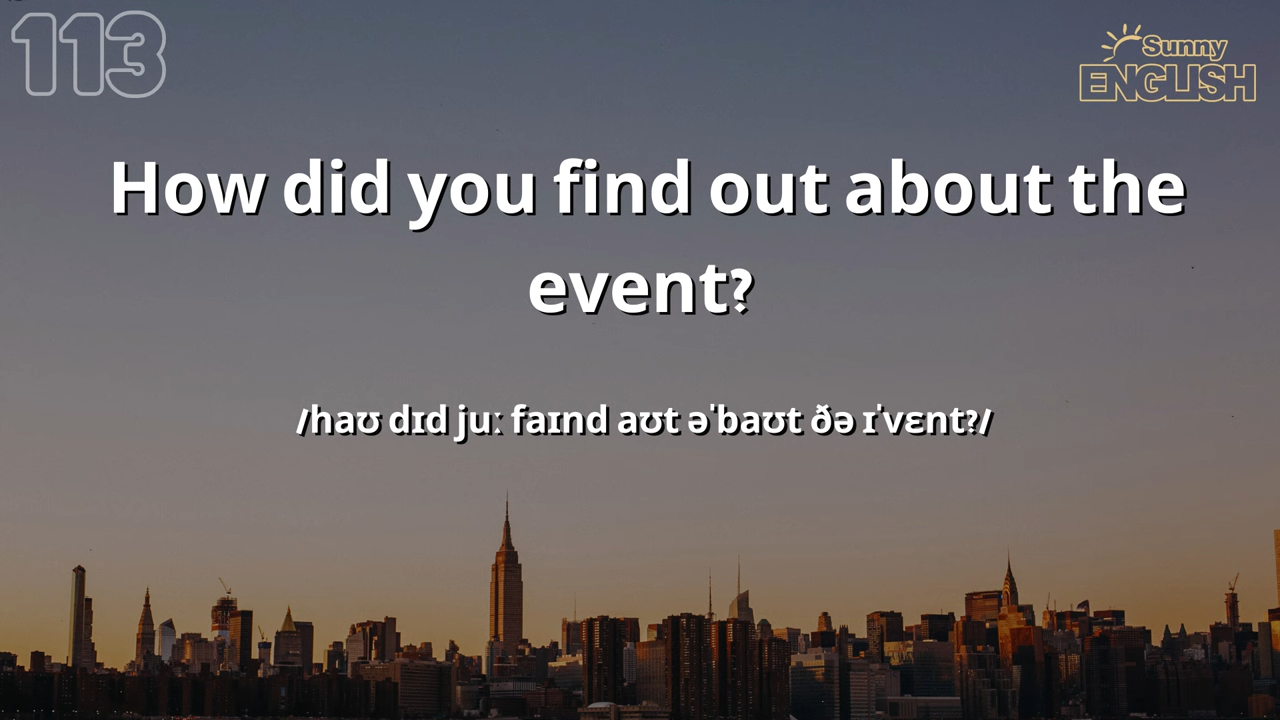 113
Sunny
ENGLISH
How did you find out about the
event?
/haʊ dɪd juː faɪnd aʊt əˈbaʊt ðə ɪˈvɛnt?/